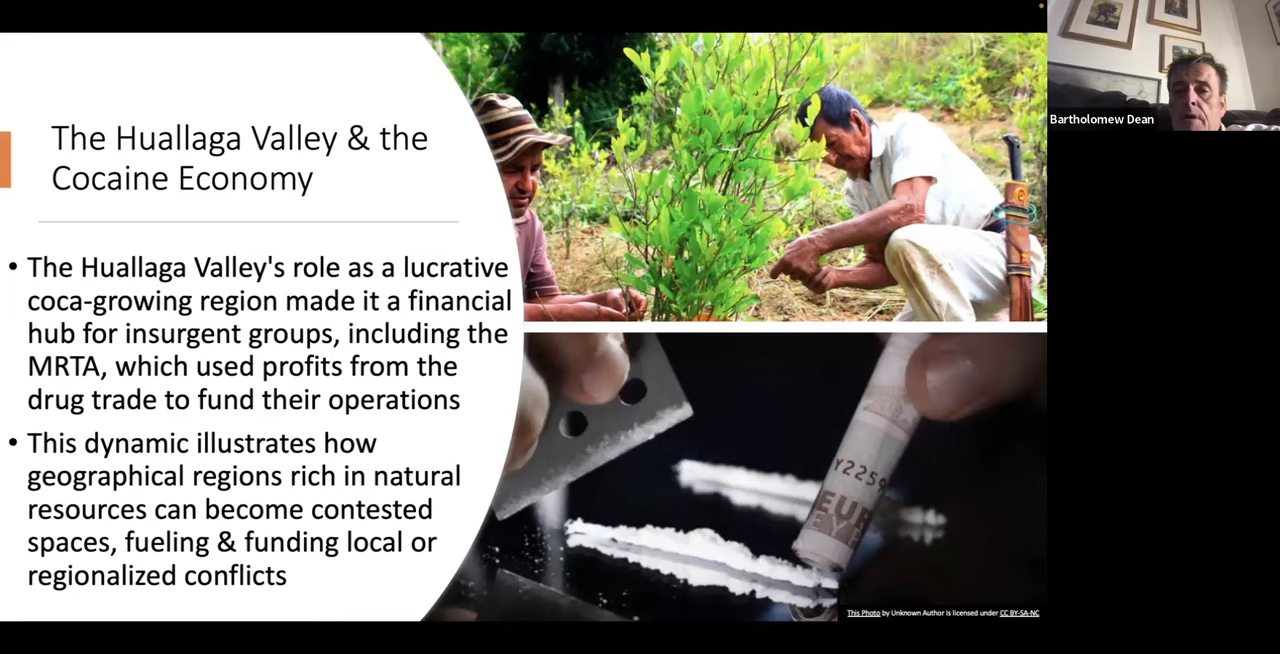 The Huallaga Valley & the
Cocaine Economy
• The Huallaga Valley's role as a lucrative
coca-growing region made it a financial
hub for insurgent groups, including the
MRTA, which used profits from the
drug trade to fund their operations
• This dynamic illustrates how
geographical regions rich in natural
resources can become contested
spaces, fueling & funding local or
regionalized conflicts
Y2259
EUR
This Photo by Unknown Author is licensed under CC BY-SA-NC
Bartholomew Dean